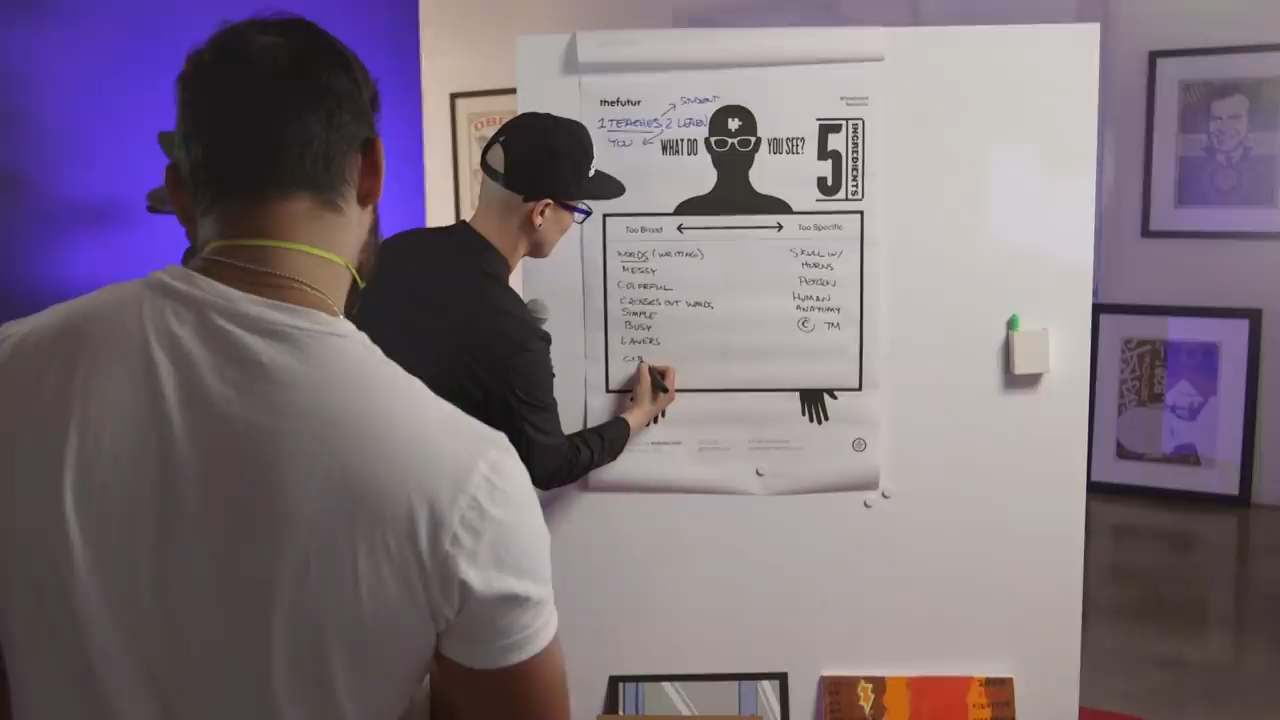 thefutur
STUDENT
1 TEACHES 2 LEARN
YOU
WHAT DO YOU SEE?
5 INGREDIENTS
Too Broad
Too Specific
WORDS (WRITING)
MESSY
COLORFUL
CROSSES OUT WORDS
SIMPLE
BUSY
LAYERS
SKULL W/
HORNS
PERSON
HUMAN
ANATOMY
© TM
OBE